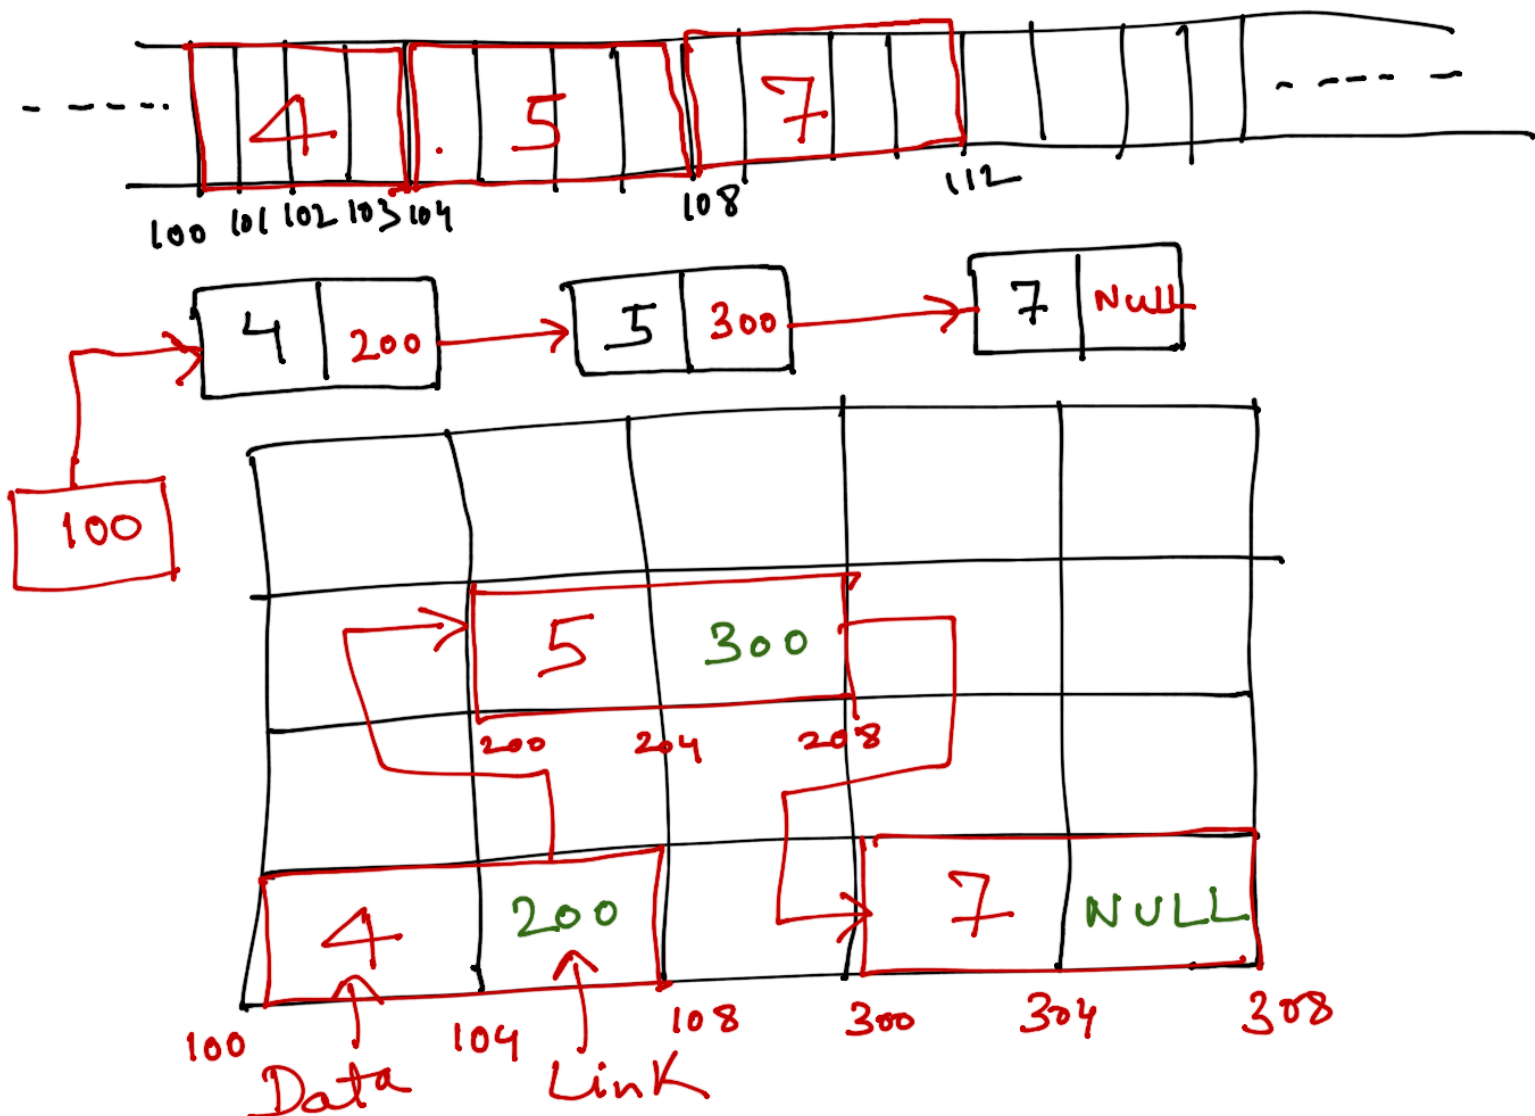 4 5 7
100 101 102 103 104 108 112
4 200 5 300 7 NULL
100
5 300
200 204 208
4 200 7 NULL
100 104 108 300 304 308
Data Link